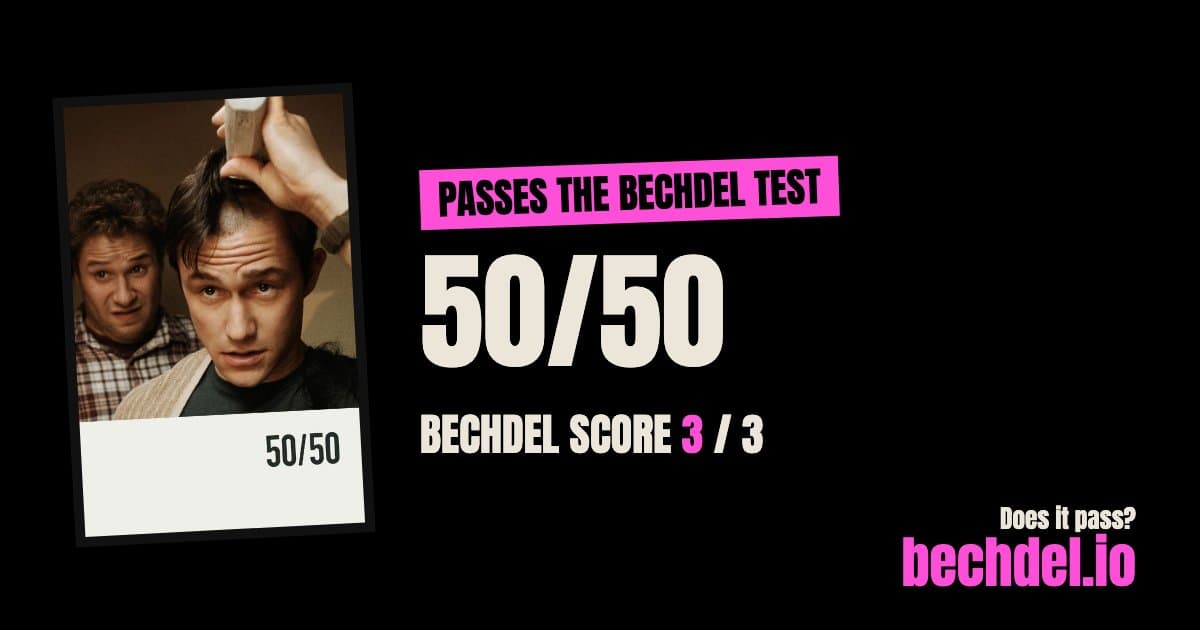 50/50
PASSES THE BECHDEL TEST
50/50
BECHDEL SCORE 3 / 3
Does it pass?
bechdel.io